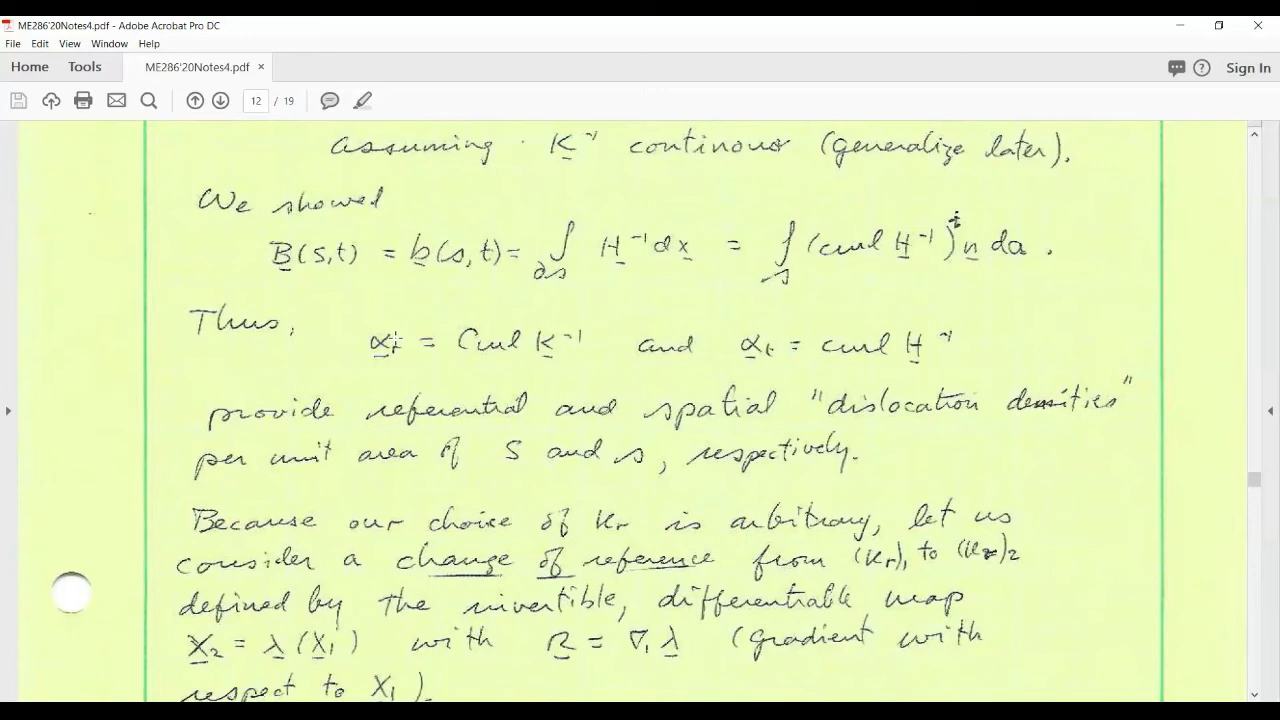 ME286'20Notes4.pdf - Adobe Acrobat Pro DC
File Edit View Window Help
Home Tools ME286'20Notes4.pdf × Sign In
12 / 19
assuming K⁻¹ continous (generalize later).
We showed
B(S,t) = b(s,t) = ∫∂s H⁻¹dx = ∫s (curl H⁻¹)ᵗ n da.
Thus,
αr = Curl K⁻¹ and αt = curl H⁻¹
provide referential and spatial "dislocation densities"
per unit area of S and s, respectively.
Because our choice of κr is arbitrary, let us
consider a change of reference from (κr)₁ to (κr)₂
defined by the invertible, differentiable map
X₂ = λ(X₁) with R = ∇₁λ (gradient with
respect to X₁).